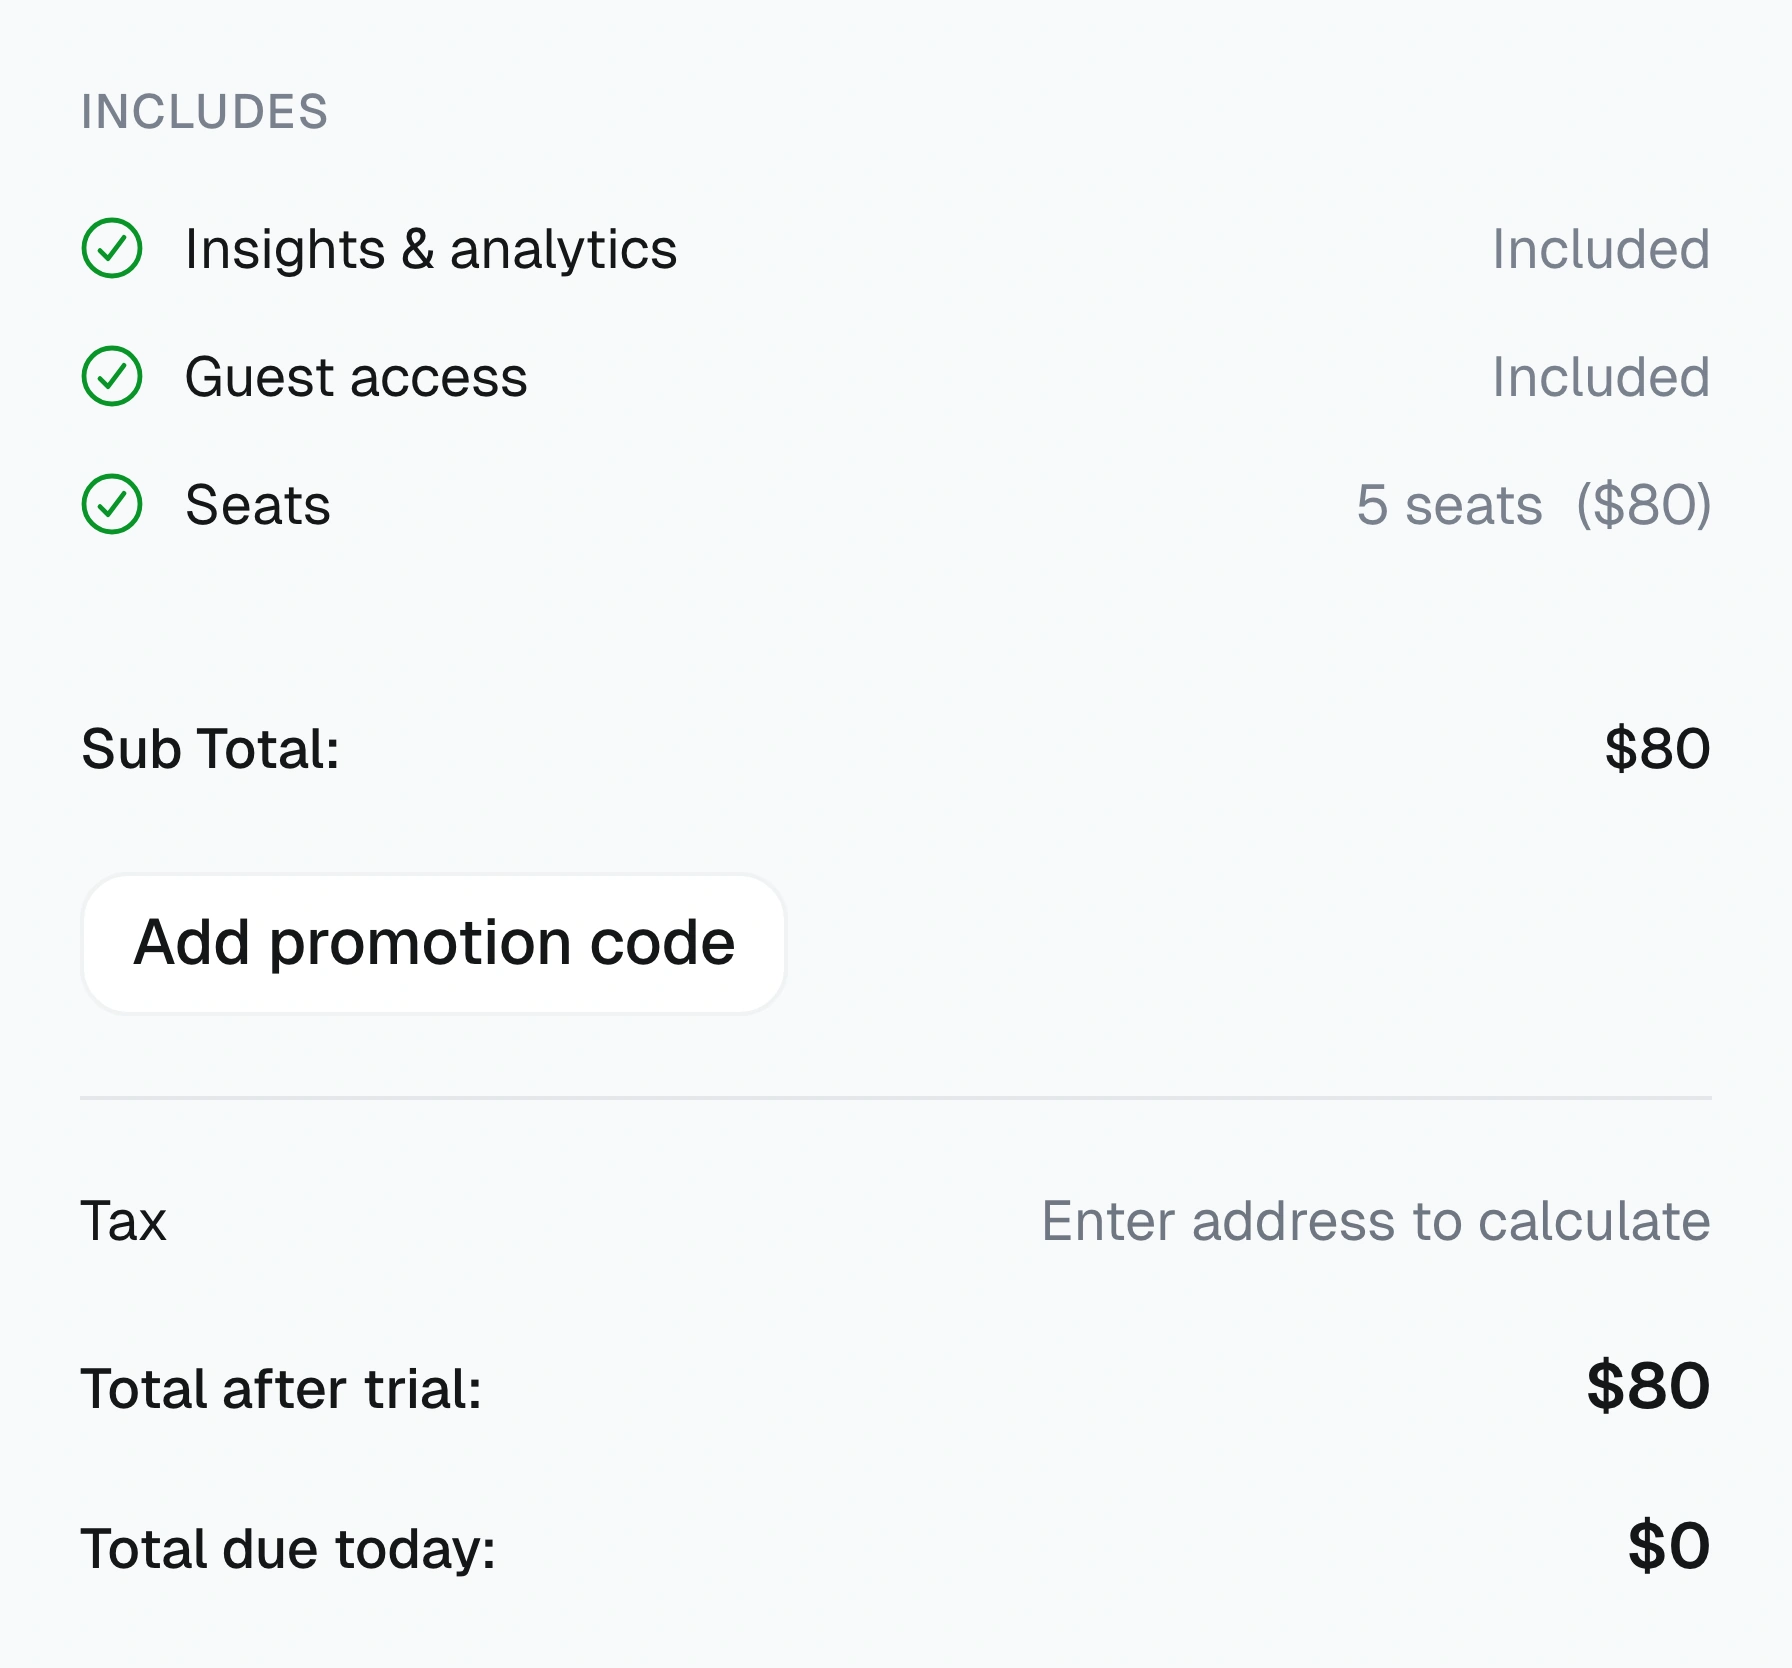 INCLUDES
Insights & analytics Included
Guest access Included
Seats 5 seats ($80)
Sub Total: $80
Add promotion code
Tax Enter address to calculate
Total after trial: $80
Total due today: $0